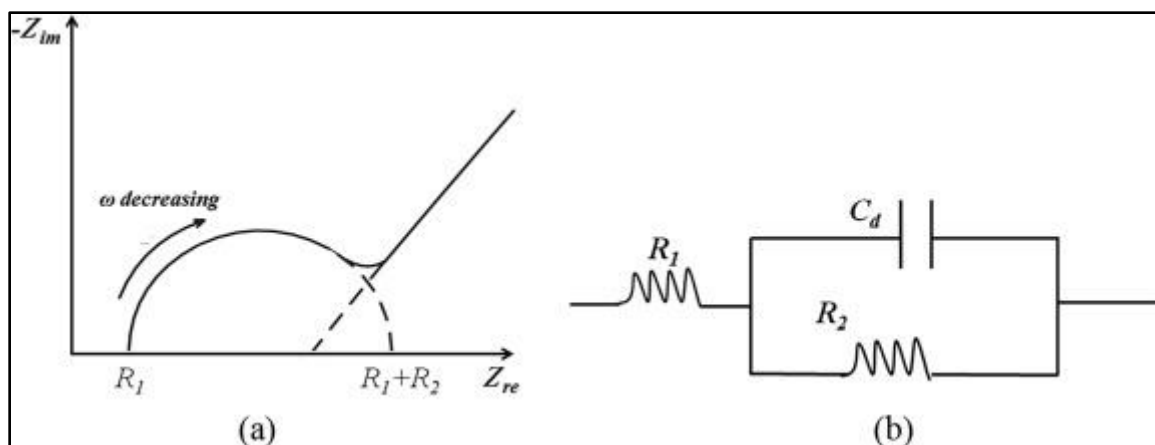 -Z_im
ω decreasing
R_1
R_1+R_2
Z_re
(a)
C_d
R_1
R_2
(b)